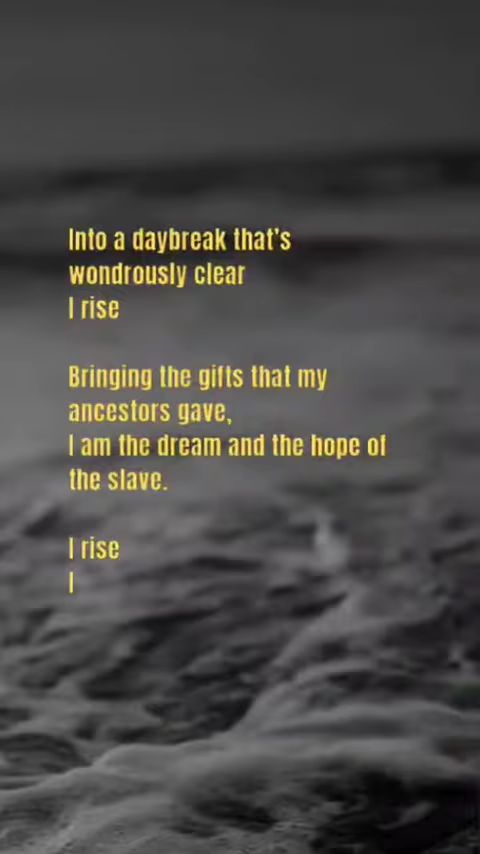 Into a daybreak that's
wondrously clear
I rise
Bringing the gifts that my
ancestors gave,
I am the dream and the hope of
the slave.
I rise
I